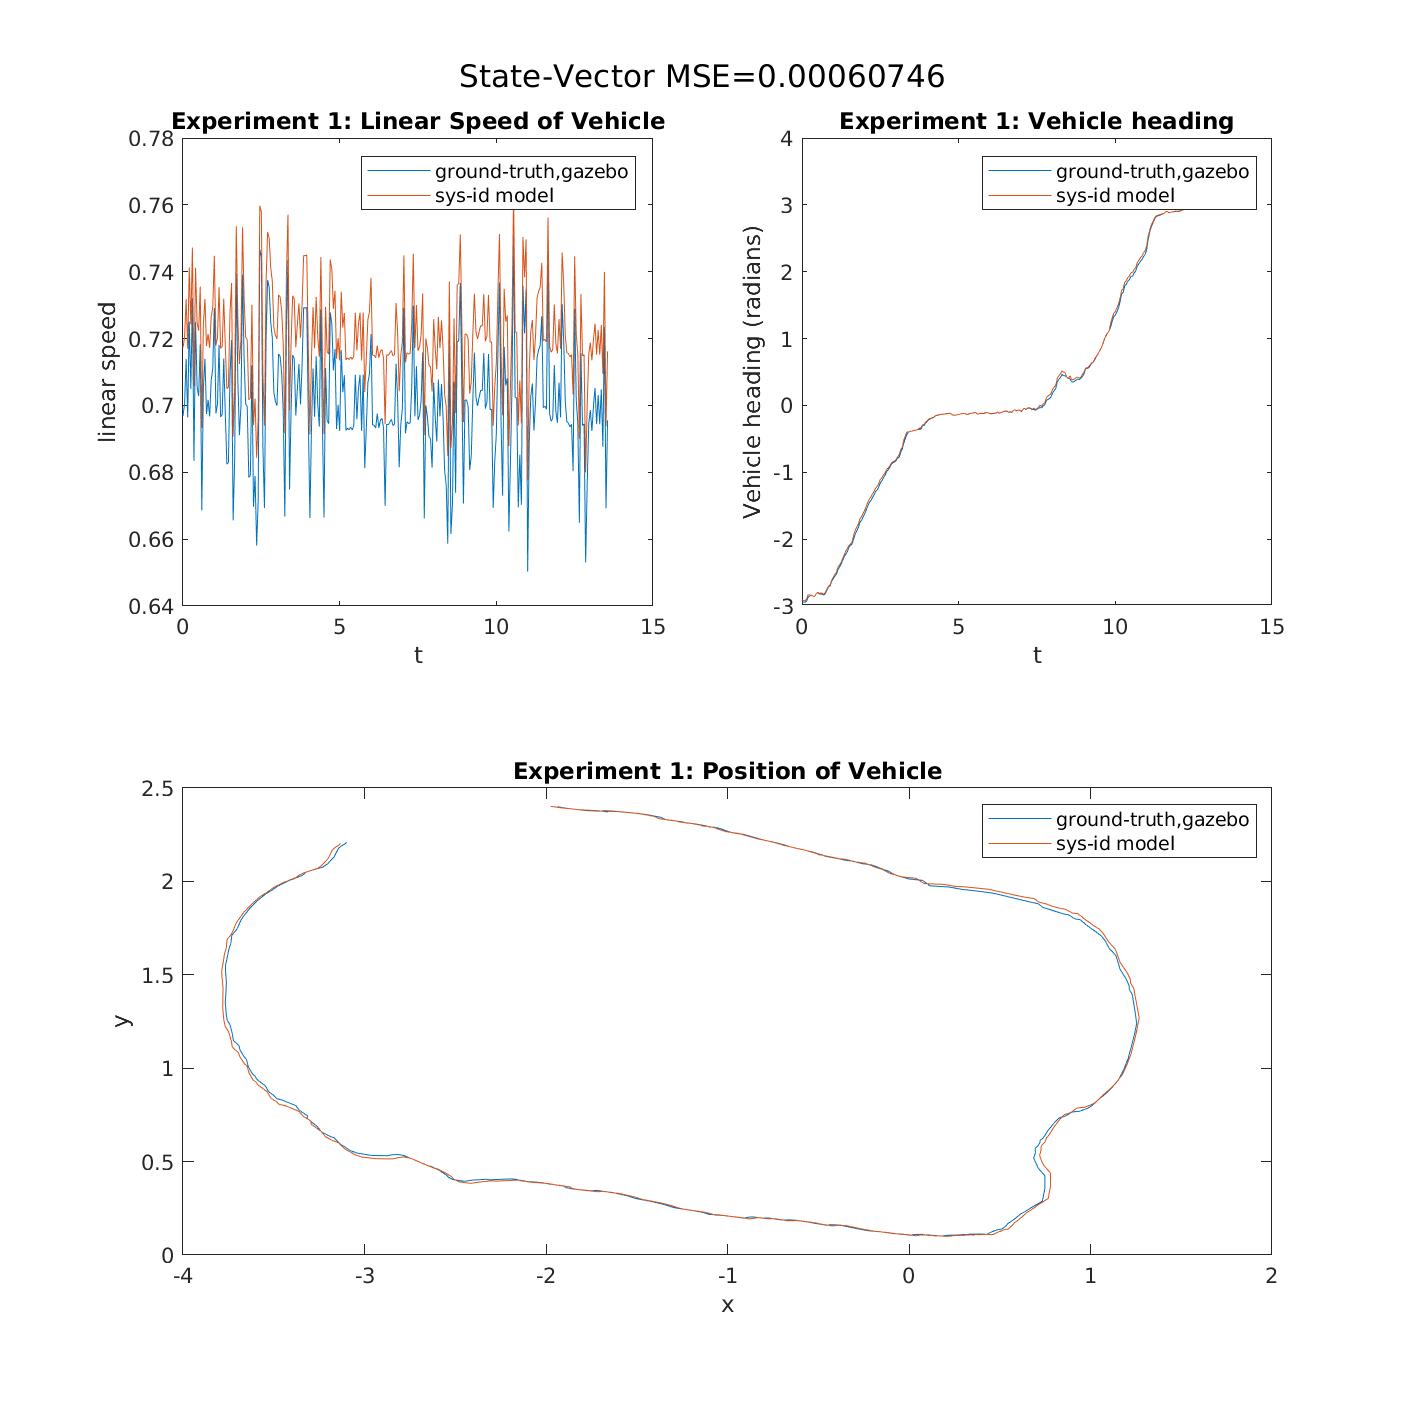 State-Vector MSE=0.00060746
Experiment 1: Linear Speed of Vehicle
0.78
0.76
0.74
0.72
0.7
0.68
0.66
0.64
linear speed
0 5 10 15
t
ground-truth,gazebo
sys-id model
Experiment 1: Vehicle heading
4
3
2
1
0
-1
-2
-3
Vehicle heading (radians)
0 5 10 15
t
ground-truth,gazebo
sys-id model
Experiment 1: Position of Vehicle
2.5
2
1.5
1
0.5
0
y
-4 -3 -2 -1 0 1 2
x
ground-truth,gazebo
sys-id model